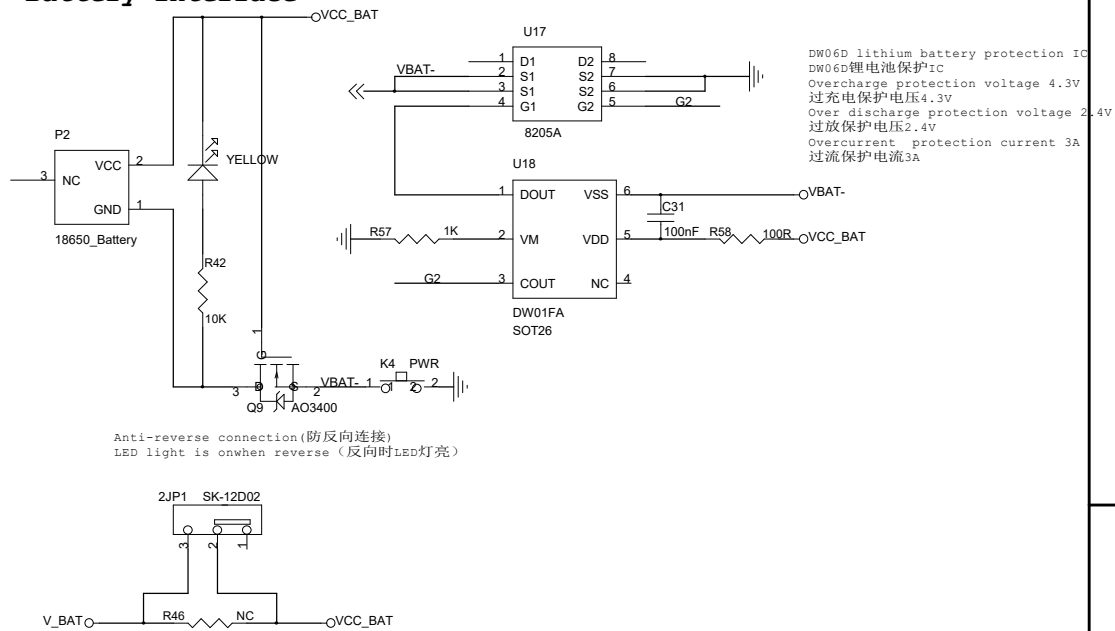 Battery Interface
VCC_BAT
U17
1 D1 D2 8
VBAT- 2 S1 S2 7
3 S1 S2 6
4 G1 G2 5 G2
8205A
DW06D lithium battery protection IC
DW06D锂电池保护IC
Overcharge protection voltage 4.3V
过充电保护电压4.3V
Over discharge protection voltage 2.4V
过放保护电压2.4V
Overcurrent protection current 3A
过流保护电流3A
P2
VCC 2
3 NC
GND 1
18650_Battery
YELLOW
R42
10K
U18
1 DOUT VSS 6 VBAT-
C31
100nF
R57 1K 2 VM VDD 5 R58 100R VCC_BAT
G2 3 COUT NC 4
DW01FA
SOT26
1
G
3 D S 2 VBAT-
Q9 AO3400
K4 PWR
1 1 2 2
Anti-reverse connection(防反向连接)
LED light is onwhen reverse（反向时LED灯亮）
2JP1 SK-12D02
3 2 1
V_BAT R46 NC VCC_BAT